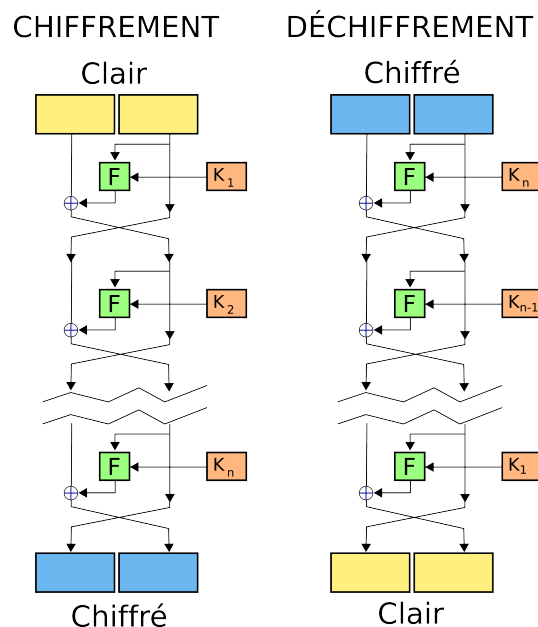 CHIFFREMENT
Clair
F
K1
F
K2
F
Kn
Chiffré
DÉCHIFFREMENT
Chiffré
F
Kn
F
Kn-1
F
K1
Clair